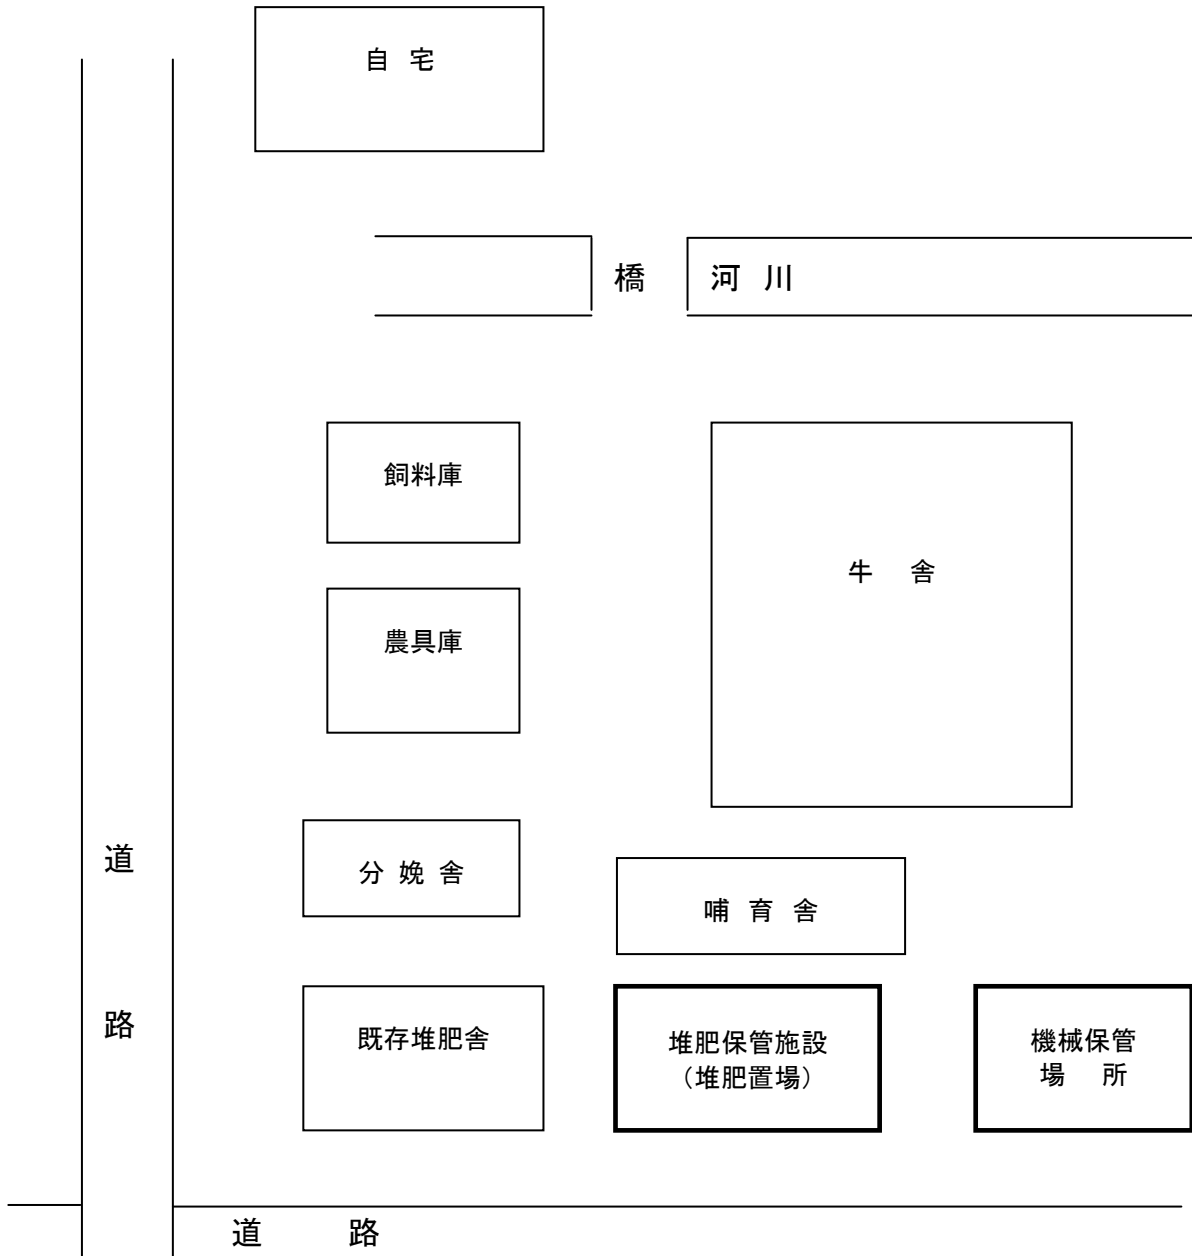 自 宅
橋
河 川
飼料庫
牛 舎
農具庫
道
路
分 娩 舎
哺 育 舎
既存堆肥舎
堆肥保管施設
（堆肥置場）
機械保管
場 所
道 路